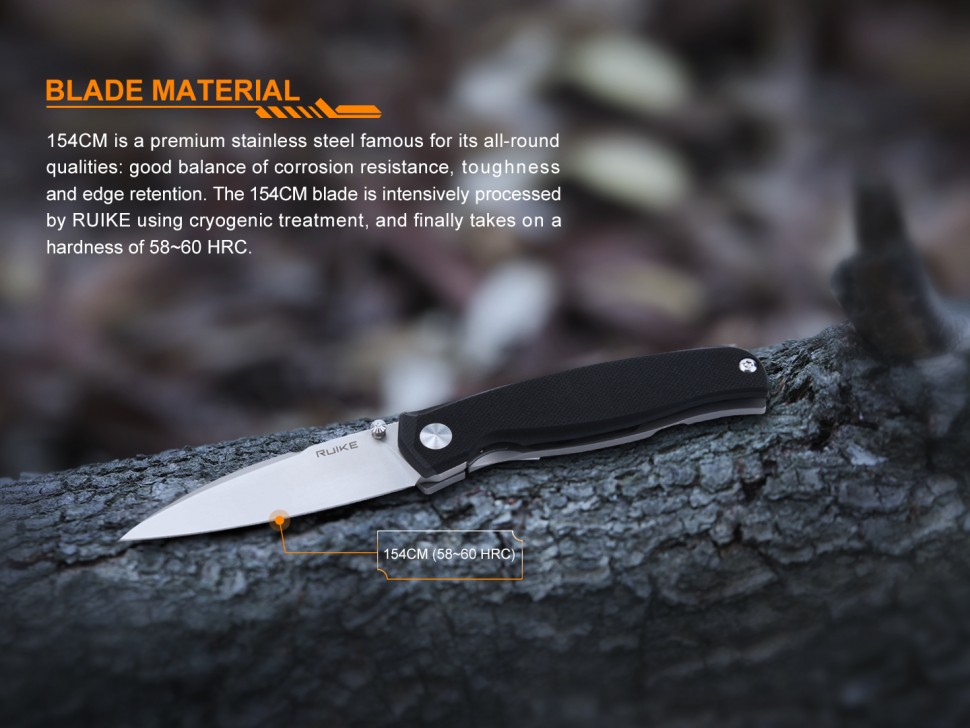 BLADE MATERIAL
154CM is a premium stainless steel famous for its all-round
qualities: good balance of corrosion resistance, toughness
and edge retention. The 154CM blade is intensively processed
by RUIKE using cryogenic treatment, and finally takes on a
hardness of 58~60 HRC.
RUIKE
154CM (58~60 HRC)